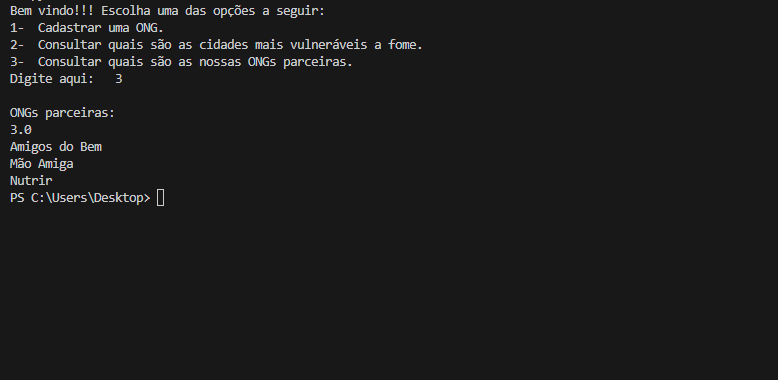 Bem vindo!!! Escolha uma das opções a seguir:
1-  Cadastrar uma ONG.
2-  Consultar quais são as cidades mais vulneráveis a fome.
3-  Consultar quais são as nossas ONGs parceiras.
Digite aqui:   3
ONGs parceiras:
3.0
Amigos do Bem
Mão Amiga
Nutrir
PS C:\Users\Desktop>